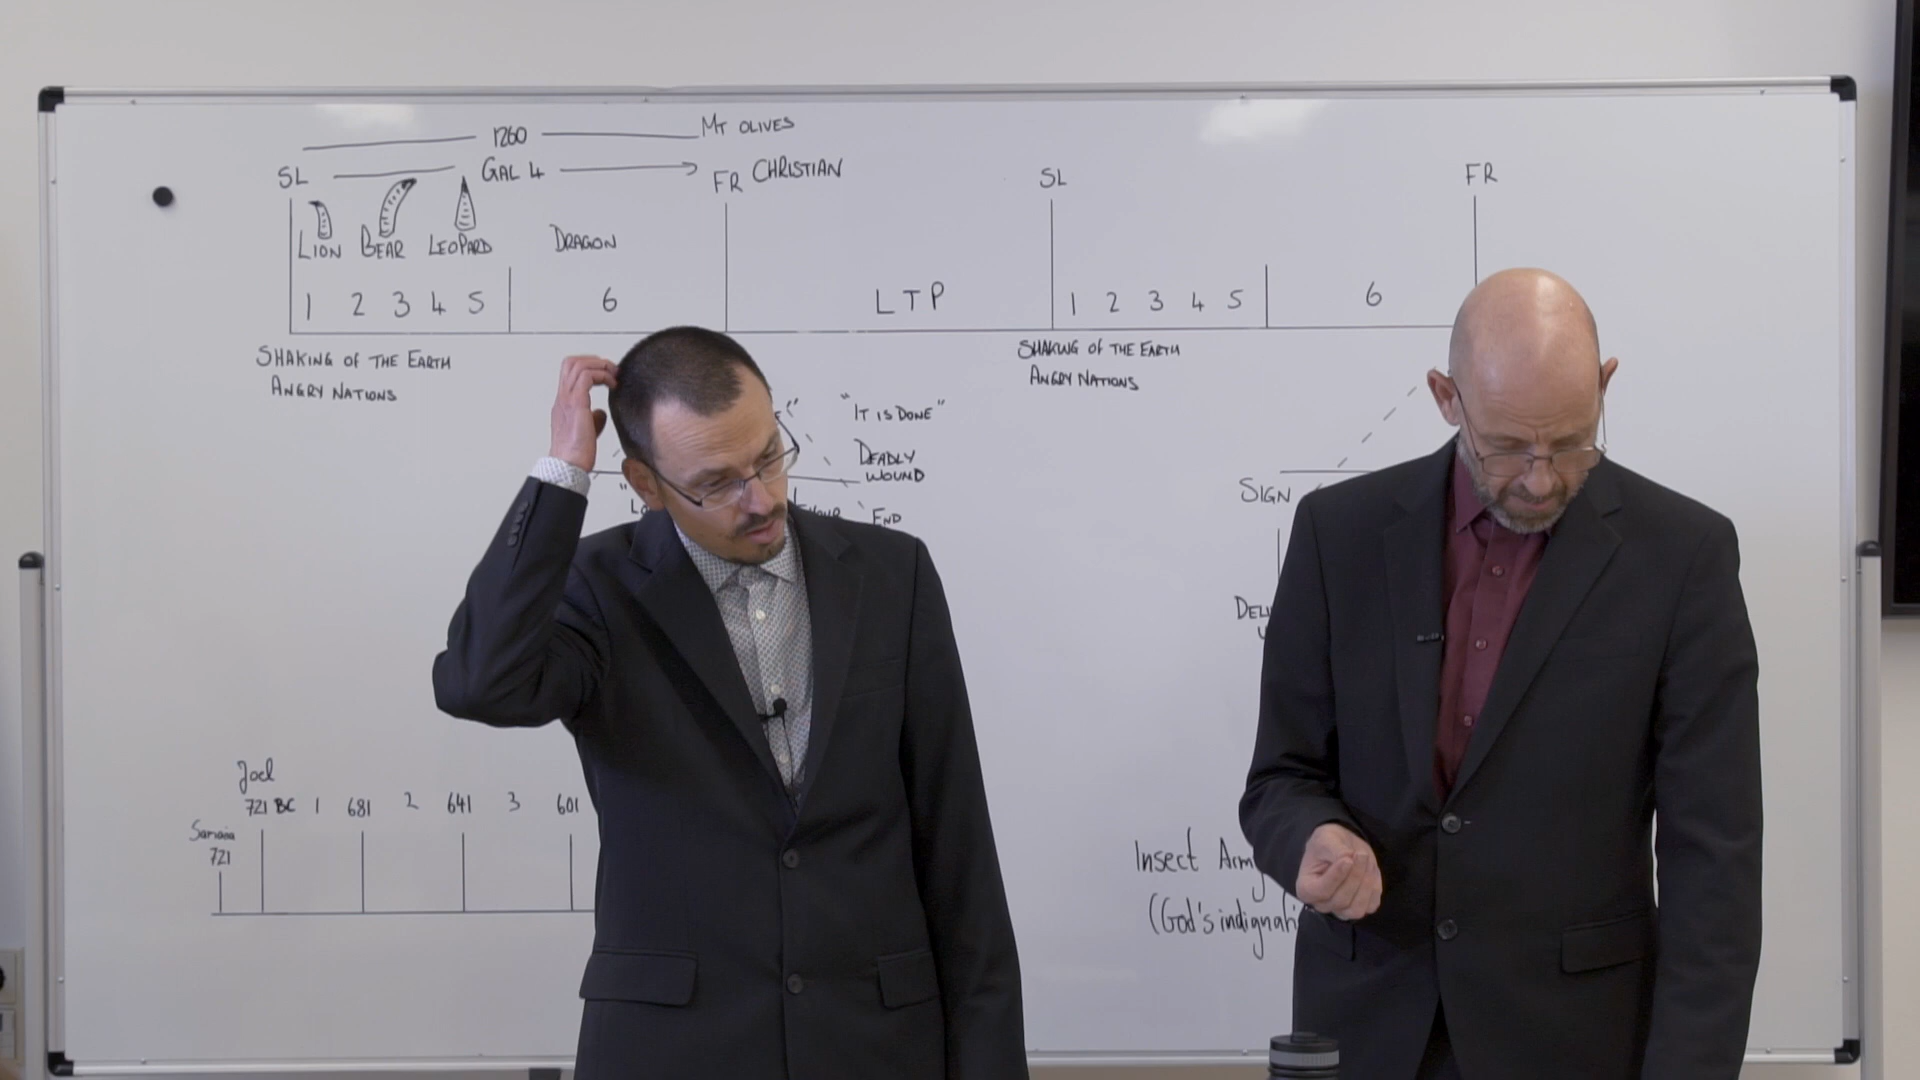 1260 MT OLIVES
SL GAL 4 FR CHRISTIAN
LION BEAR LEOPARD DRAGON
1 2 3 4 5 6 LTP
SHAKING OF THE EARTH
ANGRY NATIONS
SL FR
1 2 3 4 5 6
SHAKING OF THE EARTH
ANGRY NATIONS
"IT IS DONE"
DEADLY
WOUND
END
SIGN
Joel
721 BC 1 681 2 641 3 601
Samaria
721
Insect
(God's